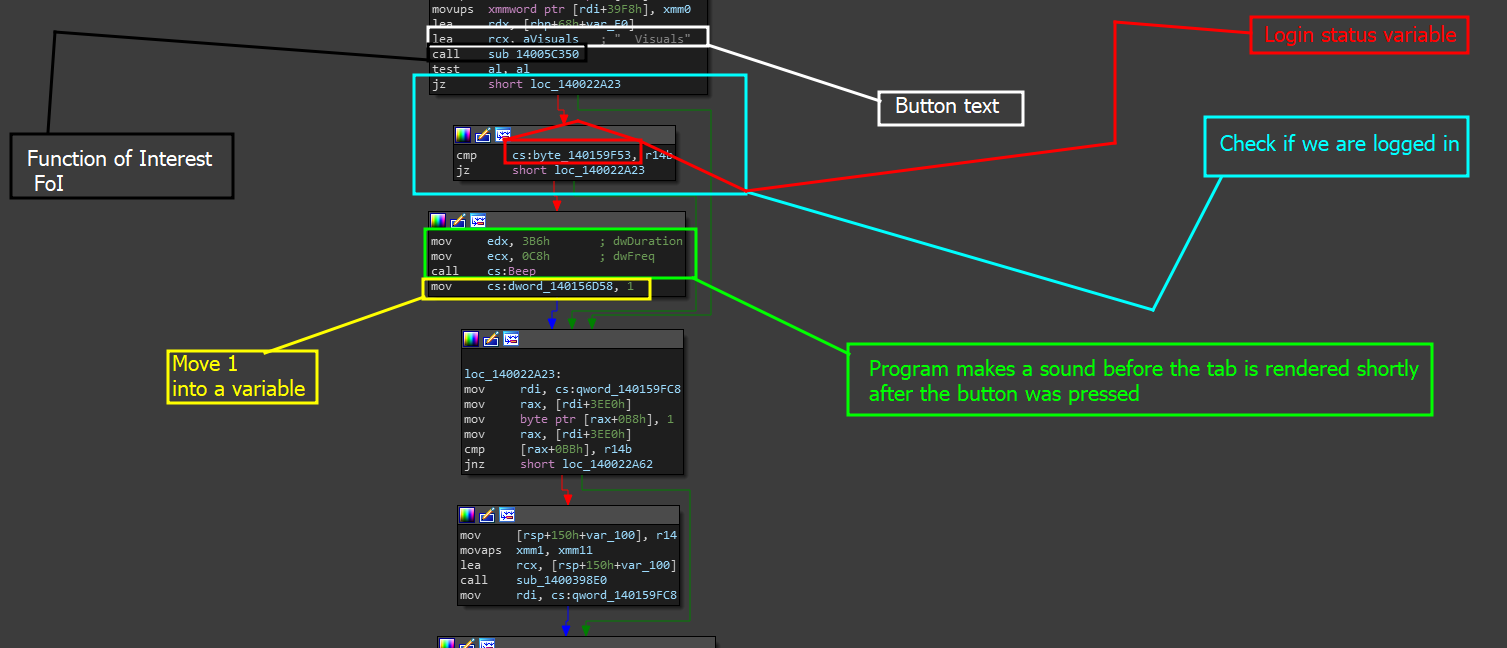 movups xmmword ptr [rdi+39F8h], xmm0
lea rdx, [rbp+68h+var_E0]
lea rcx, aVisuals ; " Visuals"
call sub_14005C350
test al, al
jz short loc_140022A23
Login status variable
Button text
Check if we are logged in
Function of Interest
FoI
cmp cs:byte_140159F53, r14b
jz short loc_140022A23
mov edx, 3B6h ; dwDuration
mov ecx, 0C8h ; dwFreq
call cs:Beep
mov cs:dword_140156D58, 1
Move 1
into a variable
Program makes a sound before the tab is rendered shortly
after the button was pressed
loc_140022A23:
mov rdi, cs:qword_140159FC8
mov rax, [rdi+3EE0h]
mov byte ptr [rax+0B8h], 1
mov rax, [rdi+3EE0h]
cmp [rax+0BBh], r14b
jnz short loc_140022A62
mov [rsp+150h+var_100], r14
movaps xmm1, xmm11
lea rcx, [rsp+150h+var_100]
call sub_1400398E0
mov rdi, cs:qword_140159FC8